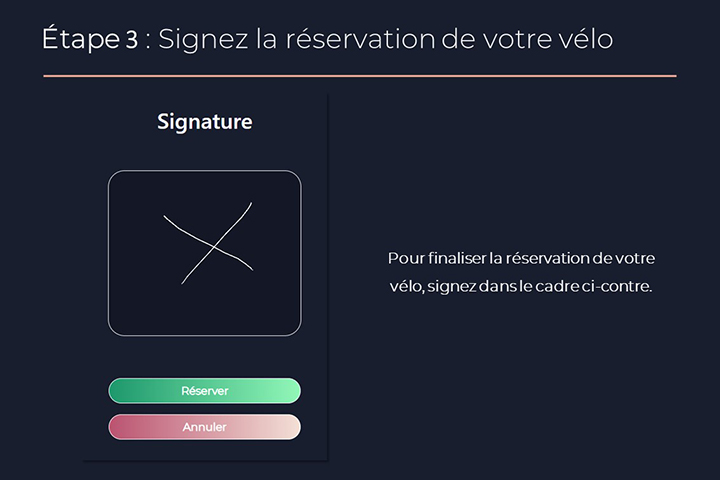 Étape 3 : Signez la réservation de votre vélo
Signature
Pour finaliser la réservation de votre
vélo, signez dans le cadre ci-contre.
Réserver
Annuler